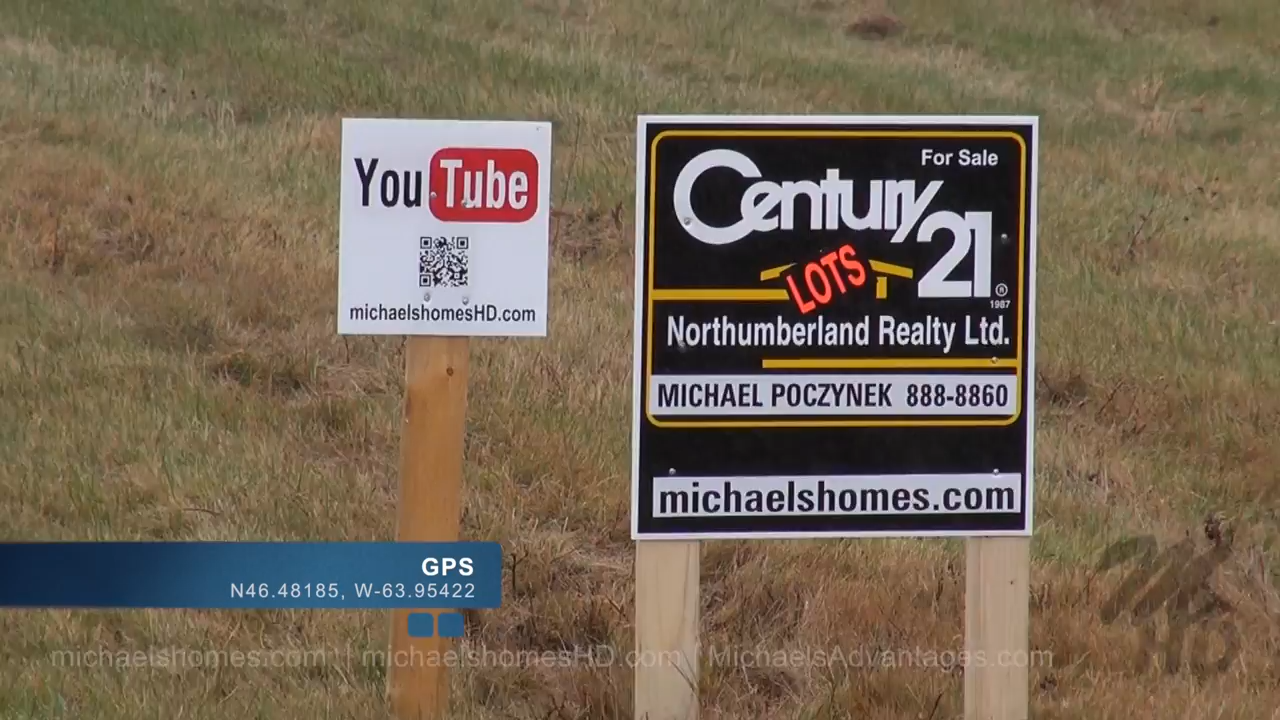 YouTube
michaelshomesHD.com
For Sale
Century 21
®
1987
LOTS
Northumberland Realty Ltd.
MICHAEL POCZYNEK 888-8860
michaelshomes.com
GPS
N46.48185, W-63.95422
michaelshomes.com | michaelshomesHD.com | MichaelsAdvantages.com